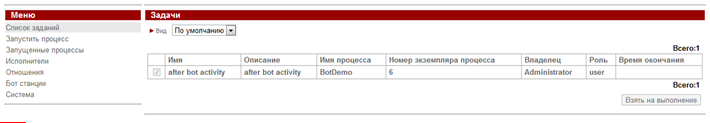 Меню
Список заданий
Запустить процесс
Запущенные процессы
Исполнители
Отношения
Бот станции
Система
Задачи
Вид По умолчанию
Всего:1
Имя Описание Имя процесса Номер экземпляра процесса Владелец Роль Время окончания
after bot activity after bot activity BotDemo 6 Administrator user
Всего:1
Взять на выполнение